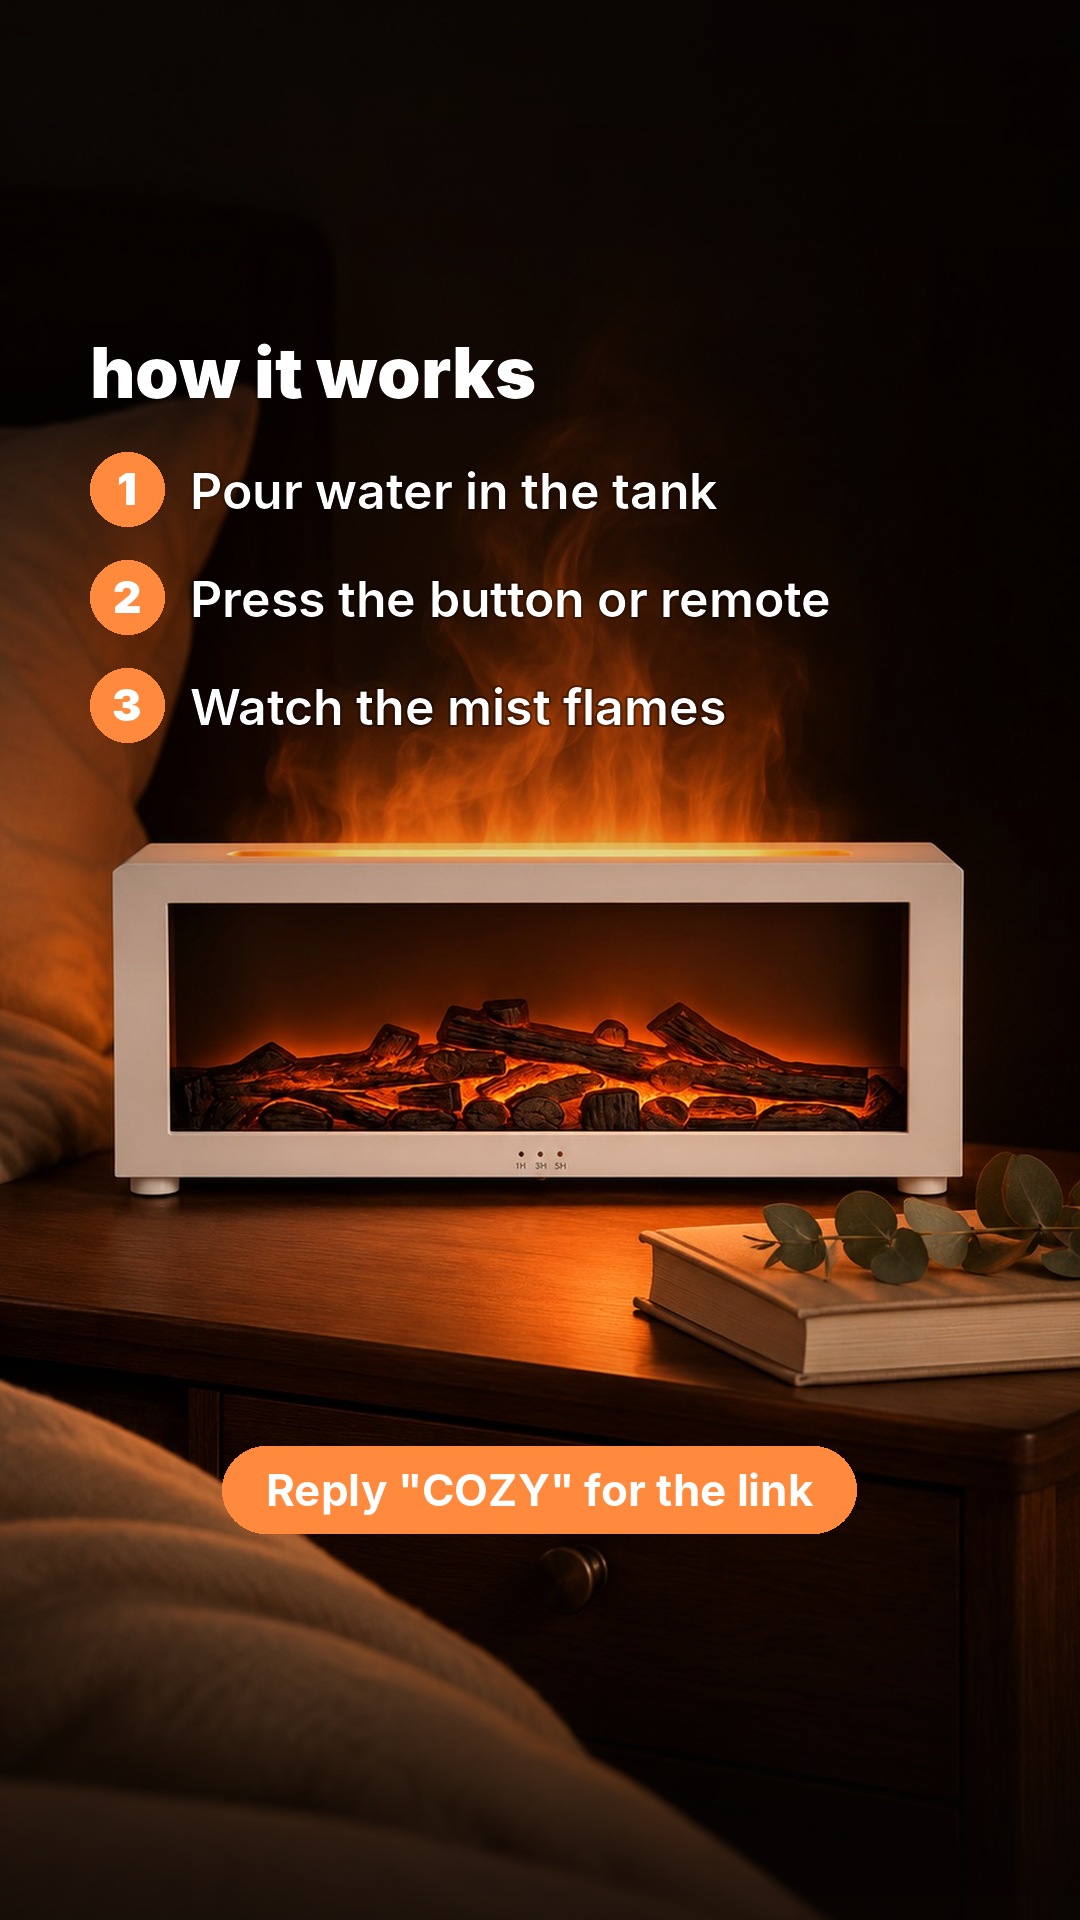 how it works
1 Pour water in the tank
2 Press the button or remote
3 Watch the mist flames
1H 3H 5H
Reply "COZY" for the link